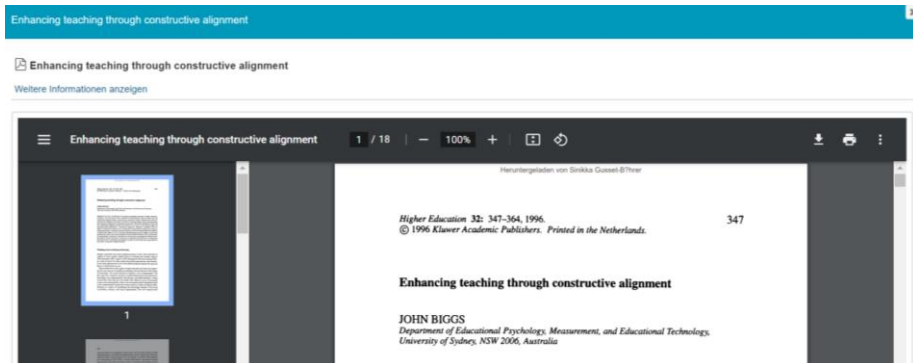 Enhancing teaching through constructive alignment
Enhancing teaching through constructive alignment
Weitere Informationen anzeigen
Enhancing teaching through constructive alignment 1 / 18 100%
Heruntergeladen von Sinikka Gusset-B?hrer
Higher Education 32: 347–364, 1996. 347
© 1996 Kluwer Academic Publishers. Printed in the Netherlands.
Enhancing teaching through constructive alignment
JOHN BIGGS
Department of Educational Psychology, Measurement, and Educational Technology,
University of Sydney, NSW 2006, Australia
1